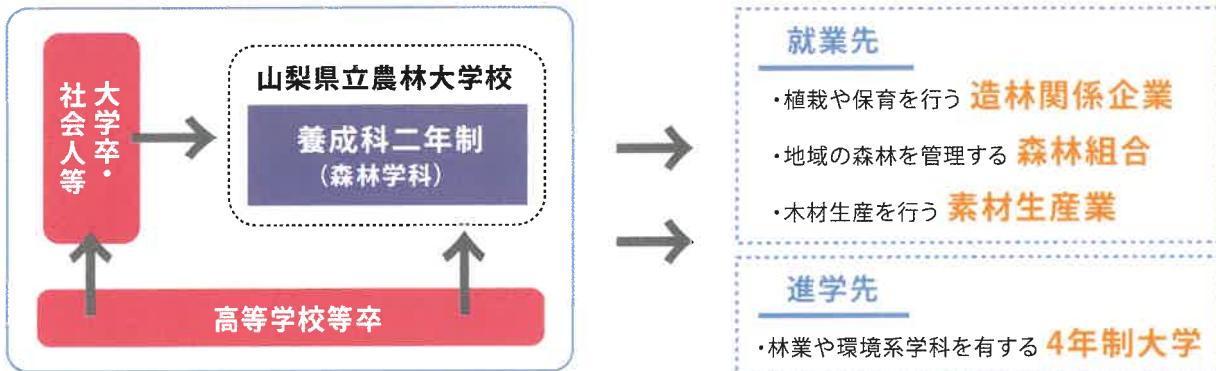 大学卒・
社会人等
山梨県立農林大学校
養成科二年制
(森林学科)
高等学校等卒
就業先
・植栽や保育を行う 造林関係企業
・地域の森林を管理する 森林組合
・木材生産を行う 素材生産業
進学先
・林業や環境系学科を有する 4年制大学